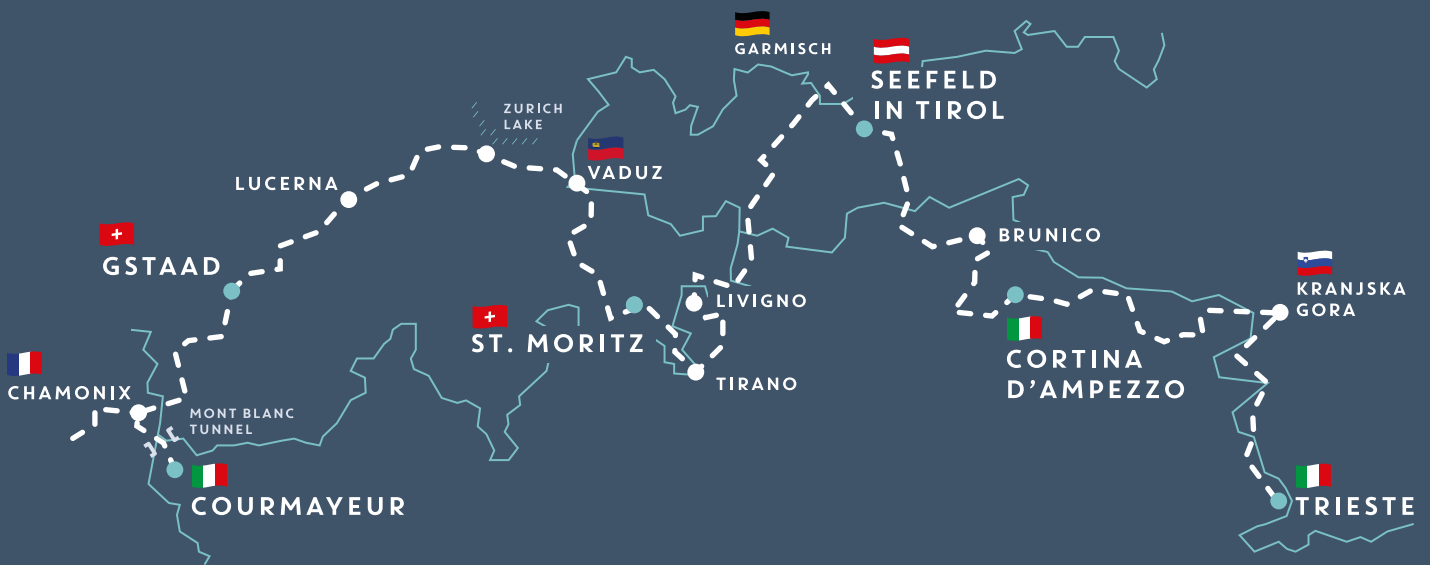 GARMISCH
SEEFELD
IN TIROL
ZURICH
LAKE
VADUZ
LUCERNA
GSTAAD
BRUNICO
KRANJSKA
GORA
LIVIGNO
ST. MORITZ
CORTINA
D'AMPEZZO
TIRANO
CHAMONIX
MONT BLANC
TUNNEL
COURMAYEUR
TRIESTE